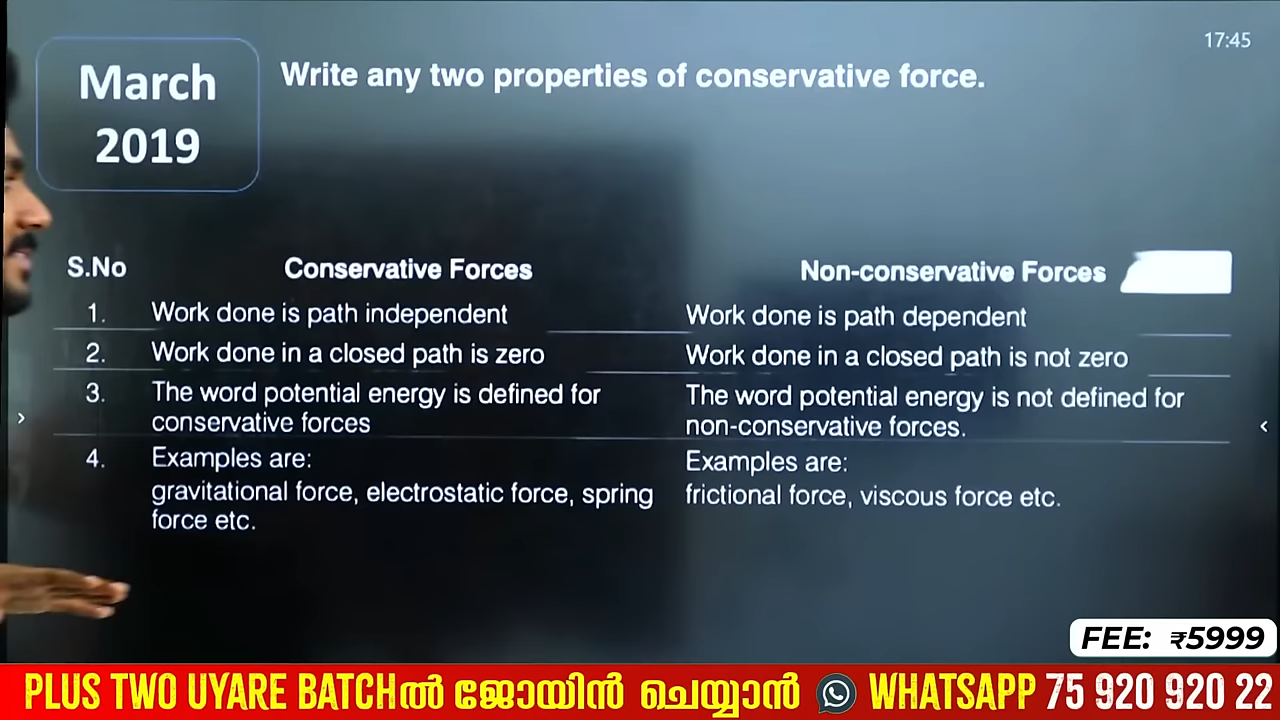 17:45
March
2019
Write any two properties of conservative force.
S.No Conservative Forces Non-conservative Forces
1. Work done is path independent Work done is path dependent
2. Work done in a closed path is zero Work done in a closed path is not zero
3. The word potential energy is defined for The word potential energy is not defined for
conservative forces non-conservative forces.
4. Examples are: Examples are:
gravitational force, electrostatic force, spring frictional force, viscous force etc.
force etc.
FEE: ₹5999
PLUS TWO UYARE BATCHൽ ജോയിൻ ചെയ്യാൻ WHATSAPP 75 920 920 22